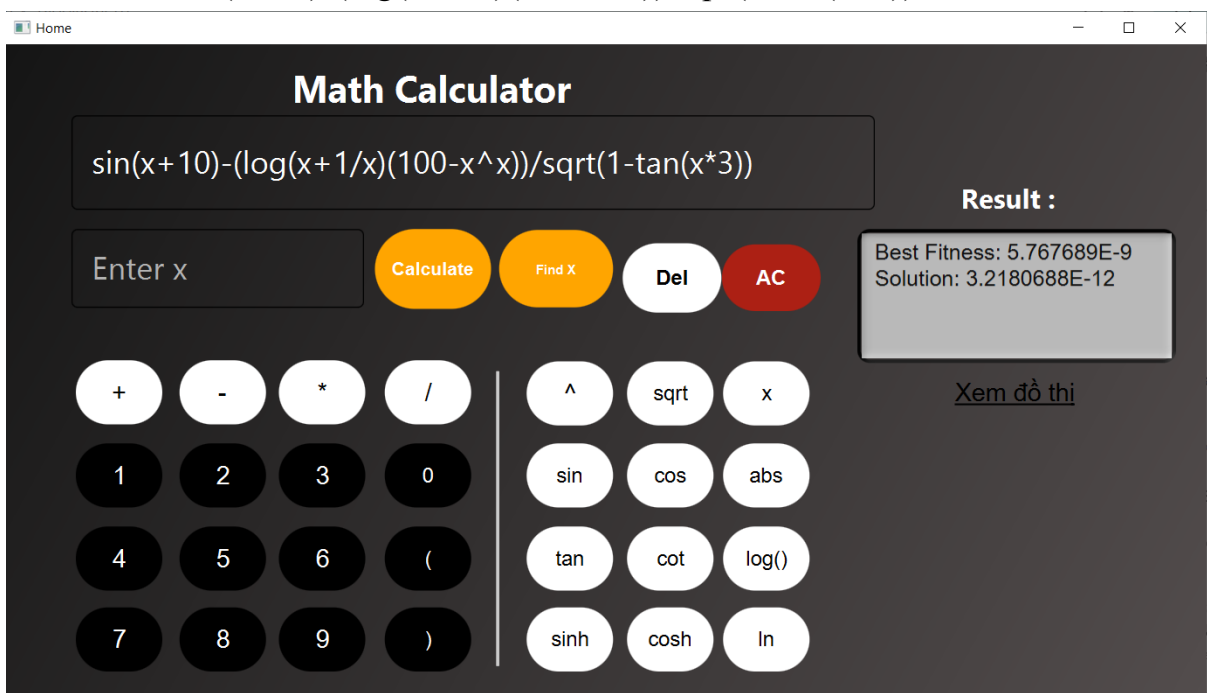 Home
Math Calculator
sin(x+10)-(log(x+1/x)(100-x^x))/sqrt(1-tan(x*3))
Result :
Enter x
Calculate
Find X
Del
AC
Best Fitness: 5.767689E-9
Solution: 3.2180688E-12
Xem đồ thi
+ - * / ^ sqrt x
1 2 3 0 sin cos abs
4 5 6 ( tan cot log()
7 8 9 ) sinh cosh ln